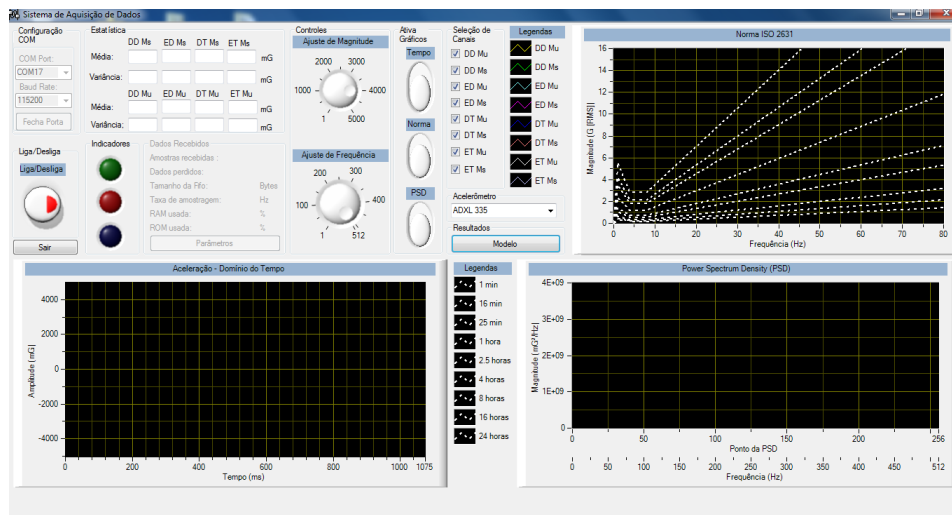 Sistema de Aquisição de Dados
Configuração
COM
COM Port:
COM17
Baud Rate:
115200
Fecha Porta
Estatística
DD Ms ED Ms DT Ms ET Ms
Média: mG
Variância: mG
DD Mu ED Mu DT Mu ET Mu
Média: mG
Variância: mG
Controles
Ajuste de Magnitude
2000 3000
1000 4000
1 5000
Ajuste de Frequência
200 300
100 400
1 512
Ativa
Gráficos
Tempo
Norma
PSD
Seleção de
Canais
DD Mu
DD Ms
ED Mu
ED Ms
DT Mu
DT Ms
ET Mu
ET Ms
Legendas
DD Mu
DD Ms
ED Mu
ED Ms
DT Mu
DT Ms
ET Mu
ET Ms
Acelerômetro
ADXL 335
Resultados
Modelo
Liga/Desliga
Liga/Desliga
Sair
Indicadores
Dados Recebidos
Amostras recebidas :
Dados perdidos:
Tamanho da Fifo: Bytes
Taxa de amostragem: Hz
RAM usada: %
ROM usada: %
Parâmetros
Norma ISO 2631
Magnitude (G [RMS])
16
14
12
10
8
6
4
2
0
0 10 20 30 40 50 60 70 80
Frequência (Hz)
Aceleração - Domínio do Tempo
Amplitude (mG)
4000
2000
0
-2000
-4000
0 200 400 600 800 1000 1075
Tempo (ms)
Legendas
1 min
16 min
25 min
1 hora
2.5 horas
4 horas
8 horas
16 horas
24 horas
Power Spectrum Density (PSD)
Magnitude (mG²/Hz)
4E+09
3E+09
2E+09
1E+09
0
0 50 100 150 200 256
Ponto da PSD
0 50 100 150 200 250 300 350 400 450 512
Frequência (Hz)